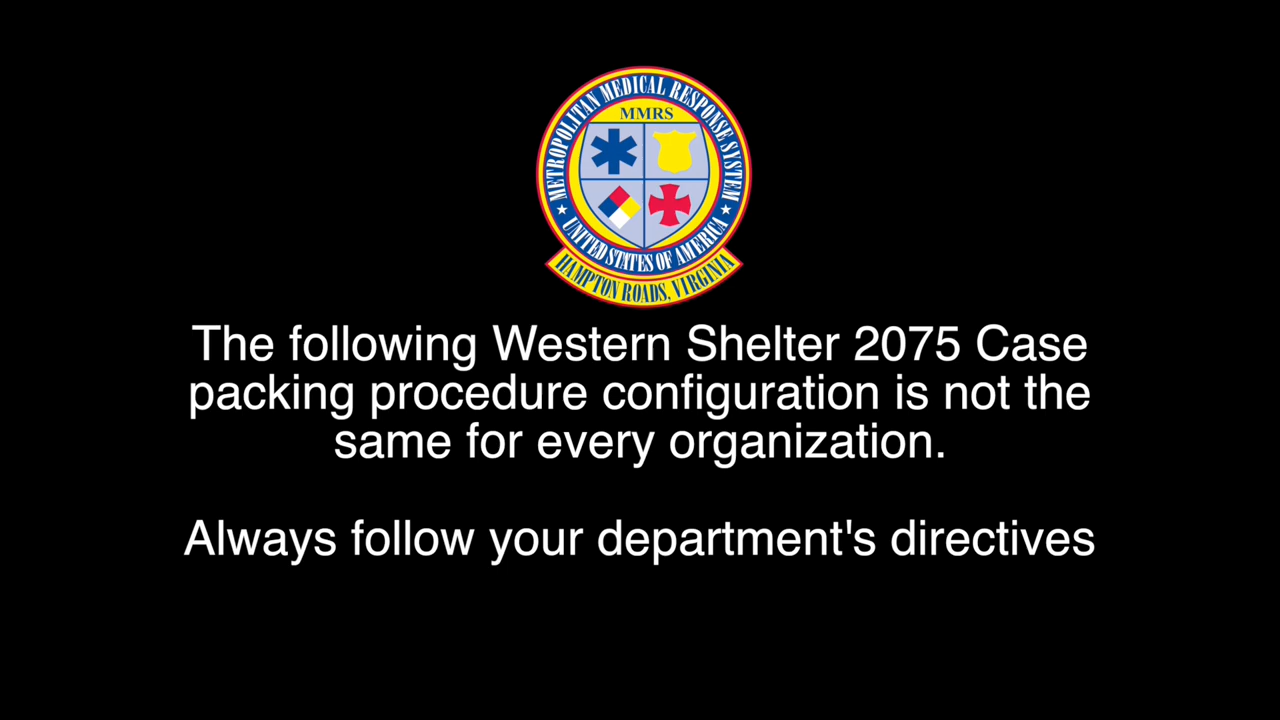 METROPOLITAN MEDICAL RESPONSE SYSTEM
MMRS
UNITED STATES OF AMERICA
HAMPTON ROADS, VIRGINIA
The following Western Shelter 2075 Case
packing procedure configuration is not the
same for every organization.
Always follow your department's directives